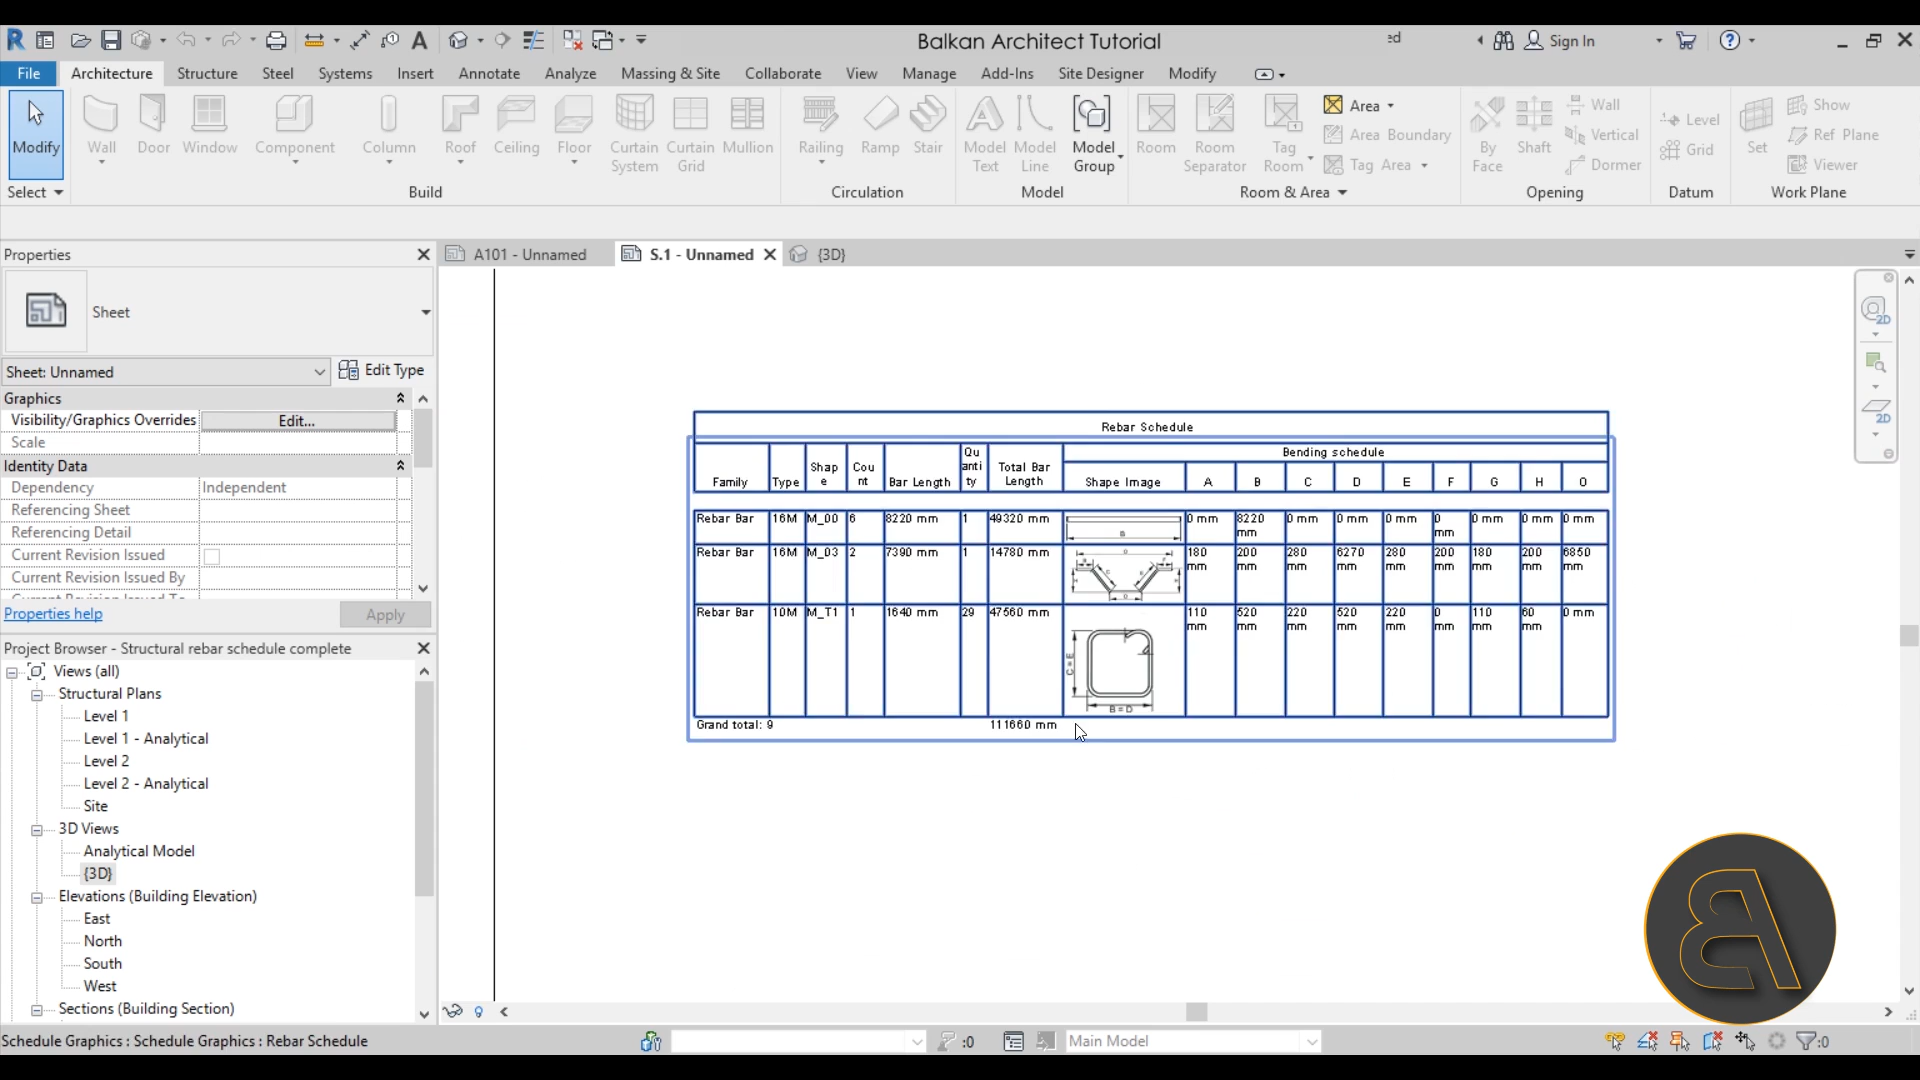 Balkan Architect Tutorial
Sign In
File Architecture Structure Steel Systems Insert Annotate Analyze Massing & Site Collaborate View Manage Add-Ins Site Designer Modify
Modify Wall Door Window Component Column Roof Ceiling Floor Curtain System Curtain Grid Mullion Railing Ramp Stair Model Text Model Line Model Group Room Room Separator Tag Room By Face Shaft Set
Area
Area Boundary
Tag Area
Wall
Vertical
Dormer
Level
Grid
Show
Ref Plane
Viewer
Select Build Circulation Model Room & Area Opening Datum Work Plane
Properties
A101 - Unnamed S.1 - Unnamed {3D}
Sheet
Sheet: Unnamed Edit Type
Graphics
Visibility/Graphics Overrides Edit...
Scale
Identity Data
Dependency Independent
Referencing Sheet
Referencing Detail
Current Revision Issued
Current Revision Issued By
Properties help Apply
Project Browser - Structural rebar schedule complete
Views (all)
Structural Plans
Level 1
Level 1 - Analytical
Level 2
Level 2 - Analytical
Site
3D Views
Analytical Model
{3D}
Elevations (Building Elevation)
East
North
South
West
Sections (Building Section)
2D
2D
Rebar Schedule
Bending schedule
Family Type Shap e Cou nt Bar Length Qu anti ty Total Bar Length Shape Image A B C D E F G H O
Rebar Bar 16M M_00 6 8220 mm 1 49320 mm B 0 mm 8220 mm 0 mm 0 mm 0 mm 0 mm 0 mm 0 mm 0 mm
Rebar Bar 16M M_03 2 7390 mm 1 14780 mm 180 mm 200 mm 280 mm 6270 mm 280 mm 200 mm 180 mm 200 mm 6850 mm
Rebar Bar 10M M_T1 1 1640 mm 29 47560 mm 110 mm 520 mm 220 mm 520 mm 220 mm 0 mm 110 mm 60 mm 0 mm
C = E
B = D
Grand total: 9 111660 mm
Schedule Graphics : Schedule Graphics : Rebar Schedule :0 Main Model :0